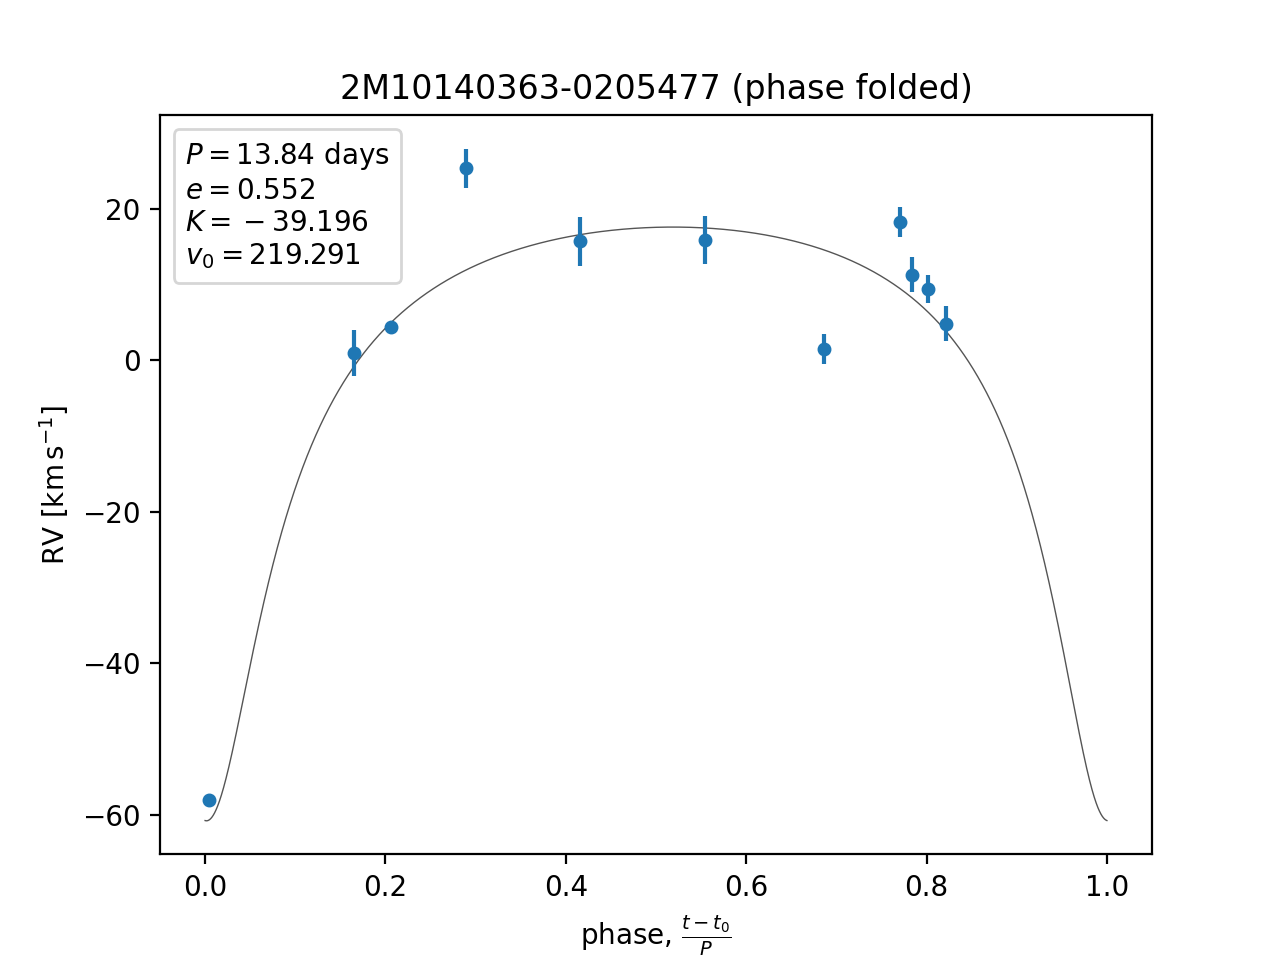 2M10140363-0205477 (phase folded)
P = 13.84 days
e = 0.552
K = −39.196
v₀ = 219.291
20
0
−20
−40
−60
RV [km s⁻¹]
0.0 0.2 0.4 0.6 0.8 1.0
phase, (t − t₀)/P